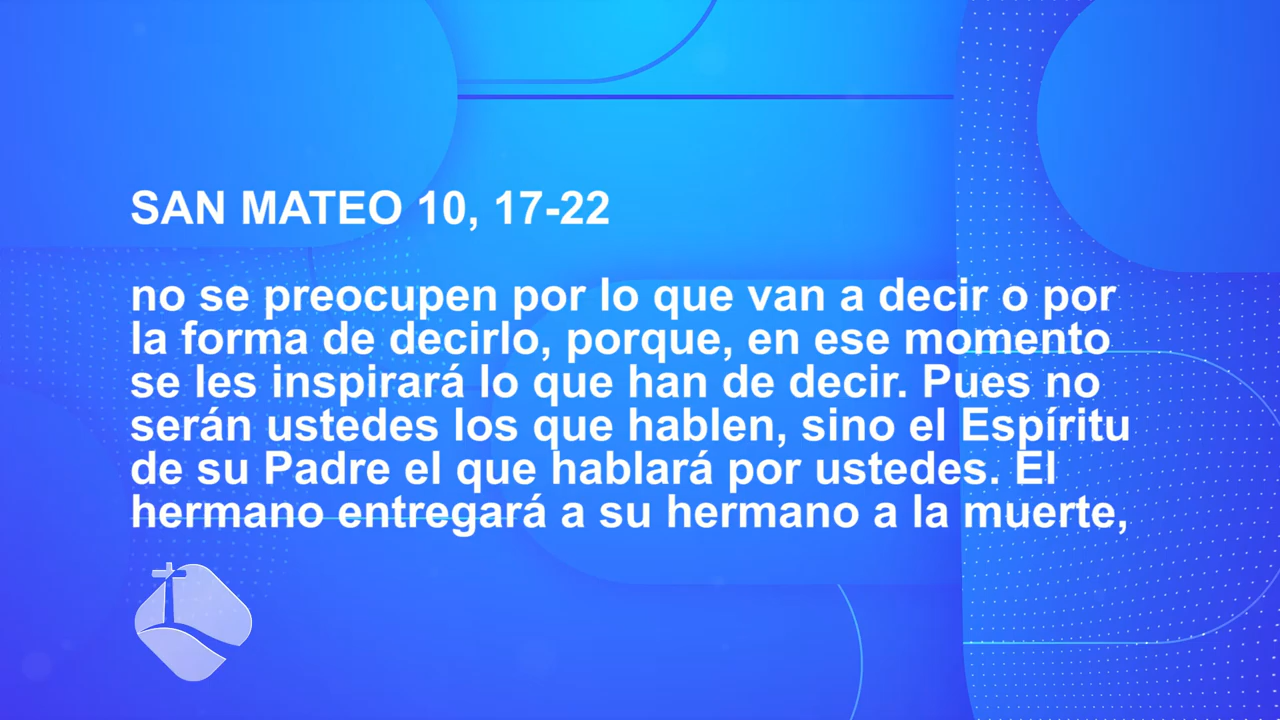 SAN MATEO 10, 17-22
no se preocupen por lo que van a decir o por
la forma de decirlo, porque, en ese momento
se les inspirará lo que han de decir. Pues no
serán ustedes los que hablen, sino el Espíritu
de su Padre el que hablará por ustedes. El
hermano entregará a su hermano a la muerte,